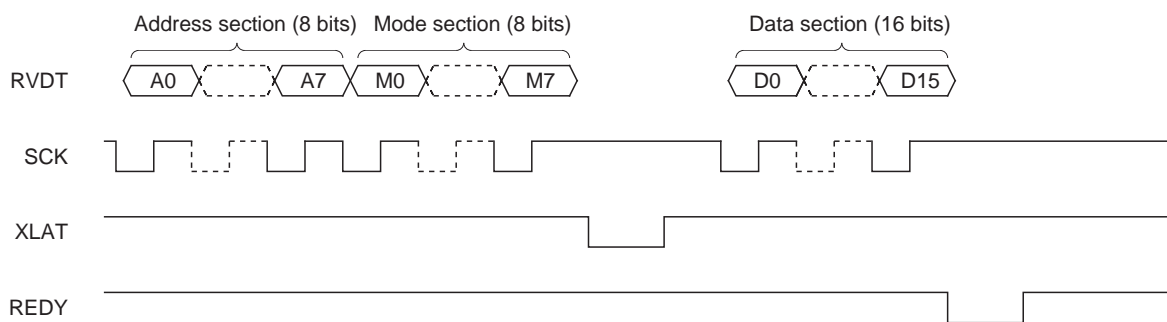 Address section (8 bits) Mode section (8 bits) Data section (16 bits)
RVDT A0 A7 M0 M7 D0 D15
SCK
XLAT
REDY